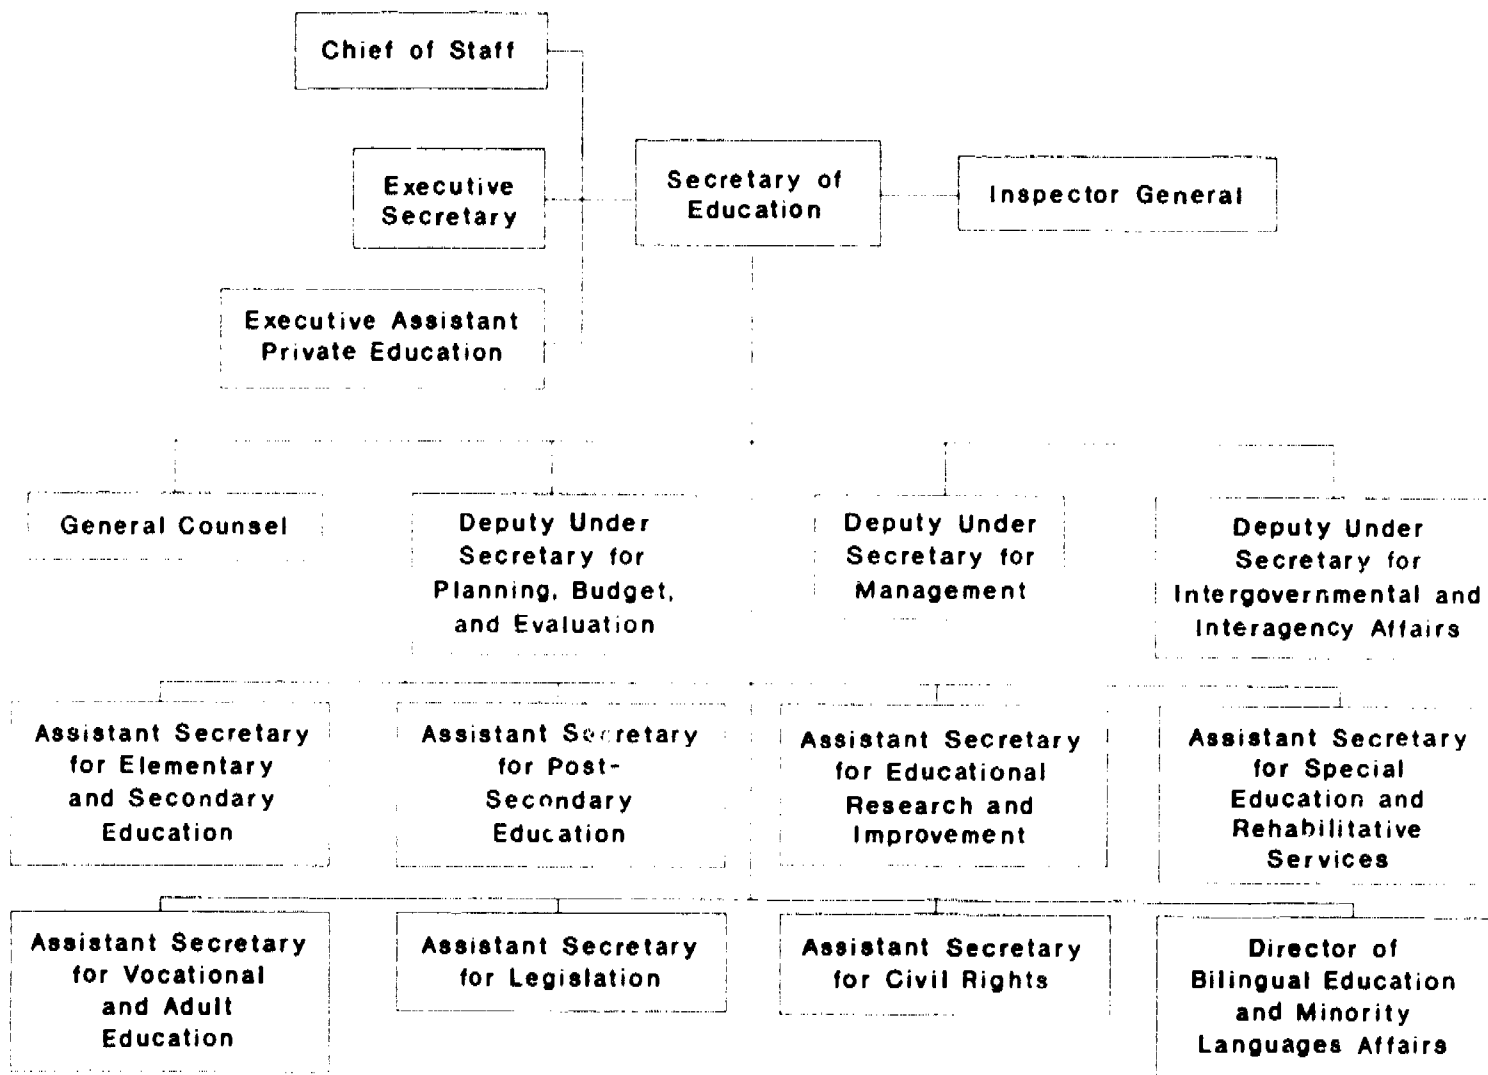 Chief of Staff
Executive
Secretary
Secretary of
Education
Inspector General
Executive Assistant
Private Education
General Counsel
Deputy Under
Secretary for
Planning, Budget,
and Evaluation
Deputy Under
Secretary for
Management
Deputy Under
Secretary for
Intergovernmental and
Interagency Affairs
Assistant Secretary
for Elementary
and Secondary
Education
Assistant Secretary
for Post-
Secondary
Education
Assistant Secretary
for Educational
Research and
Improvement
Assistant Secretary
for Special
Education and
Rehabilitative
Services
Assistant Secretary
for Vocational
and Adult
Education
Assistant Secretary
for Legislation
Assistant Secretary
for Civil Rights
Director of
Bilingual Education
and Minority
Languages Affairs